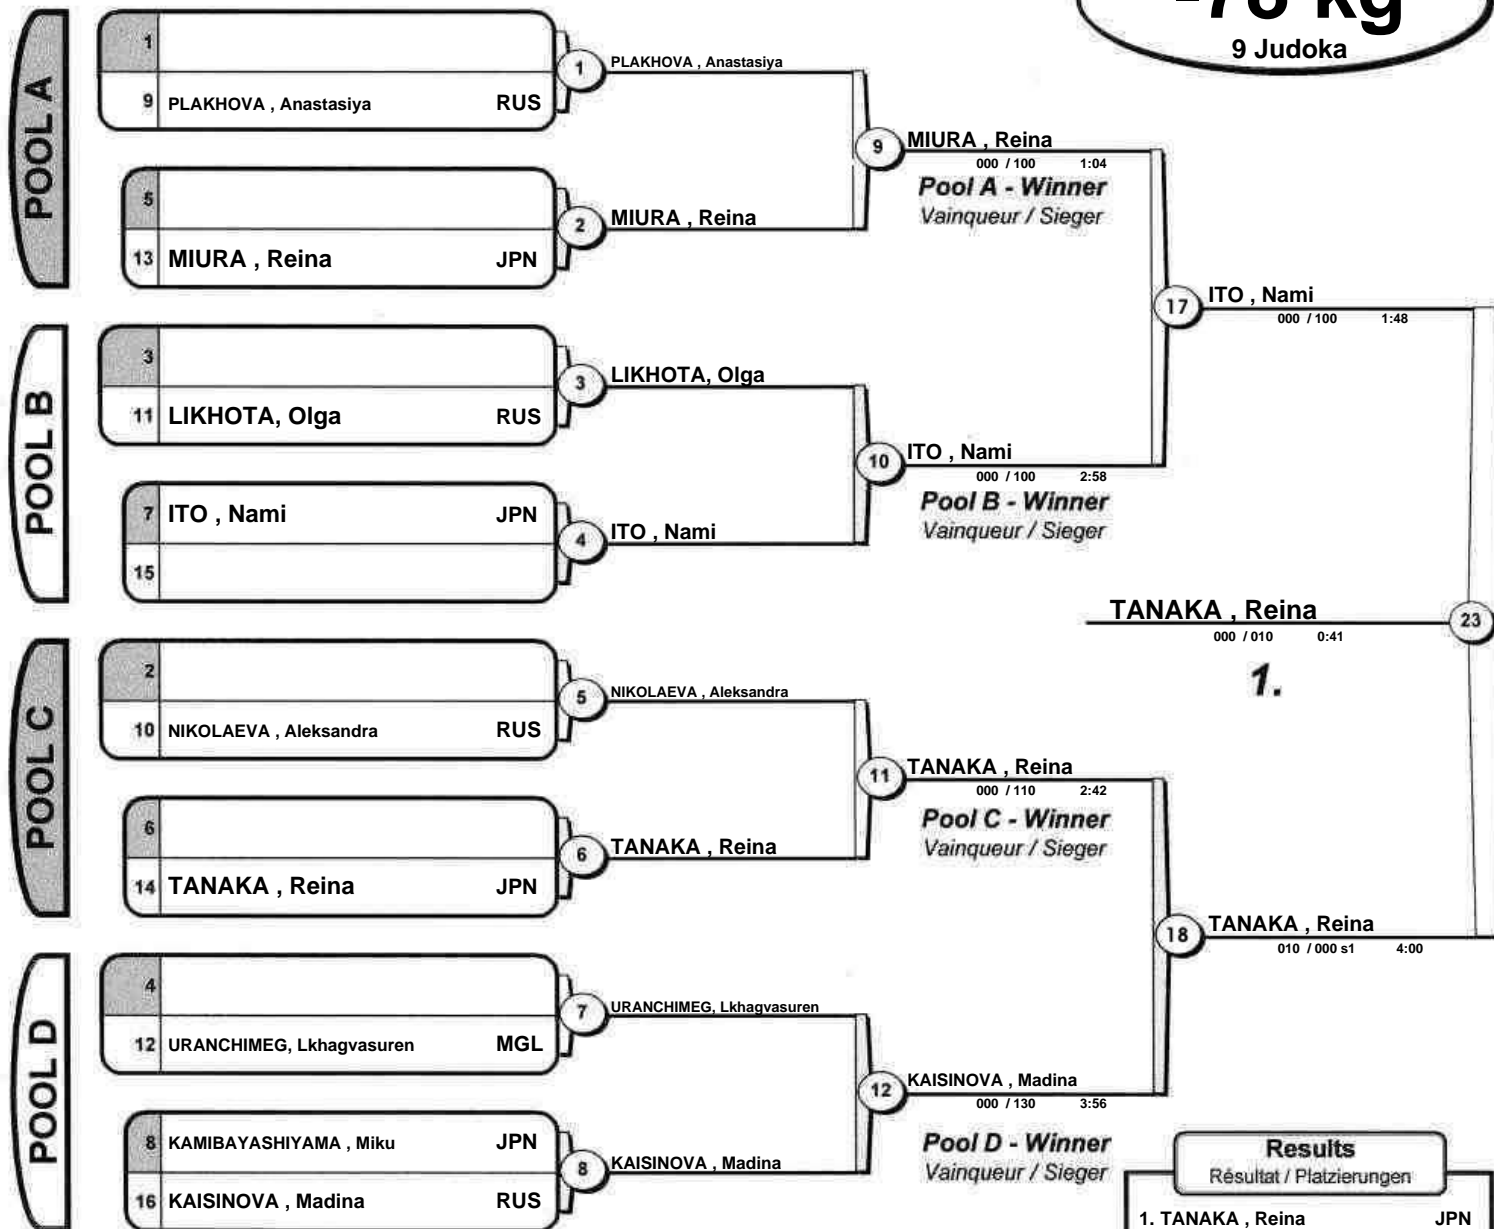 -78 kg
9 Judoka
POOL A
1
9 PLAKHOVA , Anastasiya RUS
5
13 MIURA , Reina JPN
1 PLAKHOVA , Anastasiya
2 MIURA , Reina
9 MIURA , Reina
000 / 100 1:04
Pool A - Winner
Vainqueur / Sieger
POOL B
3
11 LIKHOTA, Olga RUS
7 ITO , Nami JPN
15
3 LIKHOTA, Olga
4 ITO , Nami
10 ITO , Nami
000 / 100 2:58
Pool B - Winner
Vainqueur / Sieger
17 ITO , Nami
000 / 100 1:48
TANAKA , Reina 23
000 / 010 0:41
1.
POOL C
2
10 NIKOLAEVA , Aleksandra RUS
6
14 TANAKA , Reina JPN
5 NIKOLAEVA , Aleksandra
6 TANAKA , Reina
11 TANAKA , Reina
000 / 110 2:42
Pool C - Winner
Vainqueur / Sieger
18 TANAKA , Reina
010 / 000 s1 4:00
POOL D
4
12 URANCHIMEG, Lkhagvasuren MGL
8 KAMIBAYASHIYAMA , Miku JPN
16 KAISINOVA , Madina RUS
7 URANCHIMEG, Lkhagvasuren
8 KAISINOVA , Madina
12 KAISINOVA , Madina
000 / 130 3:56
Pool D - Winner
Vainqueur / Sieger
Results
Résultat / Platzierungen
1. TANAKA , Reina JPN